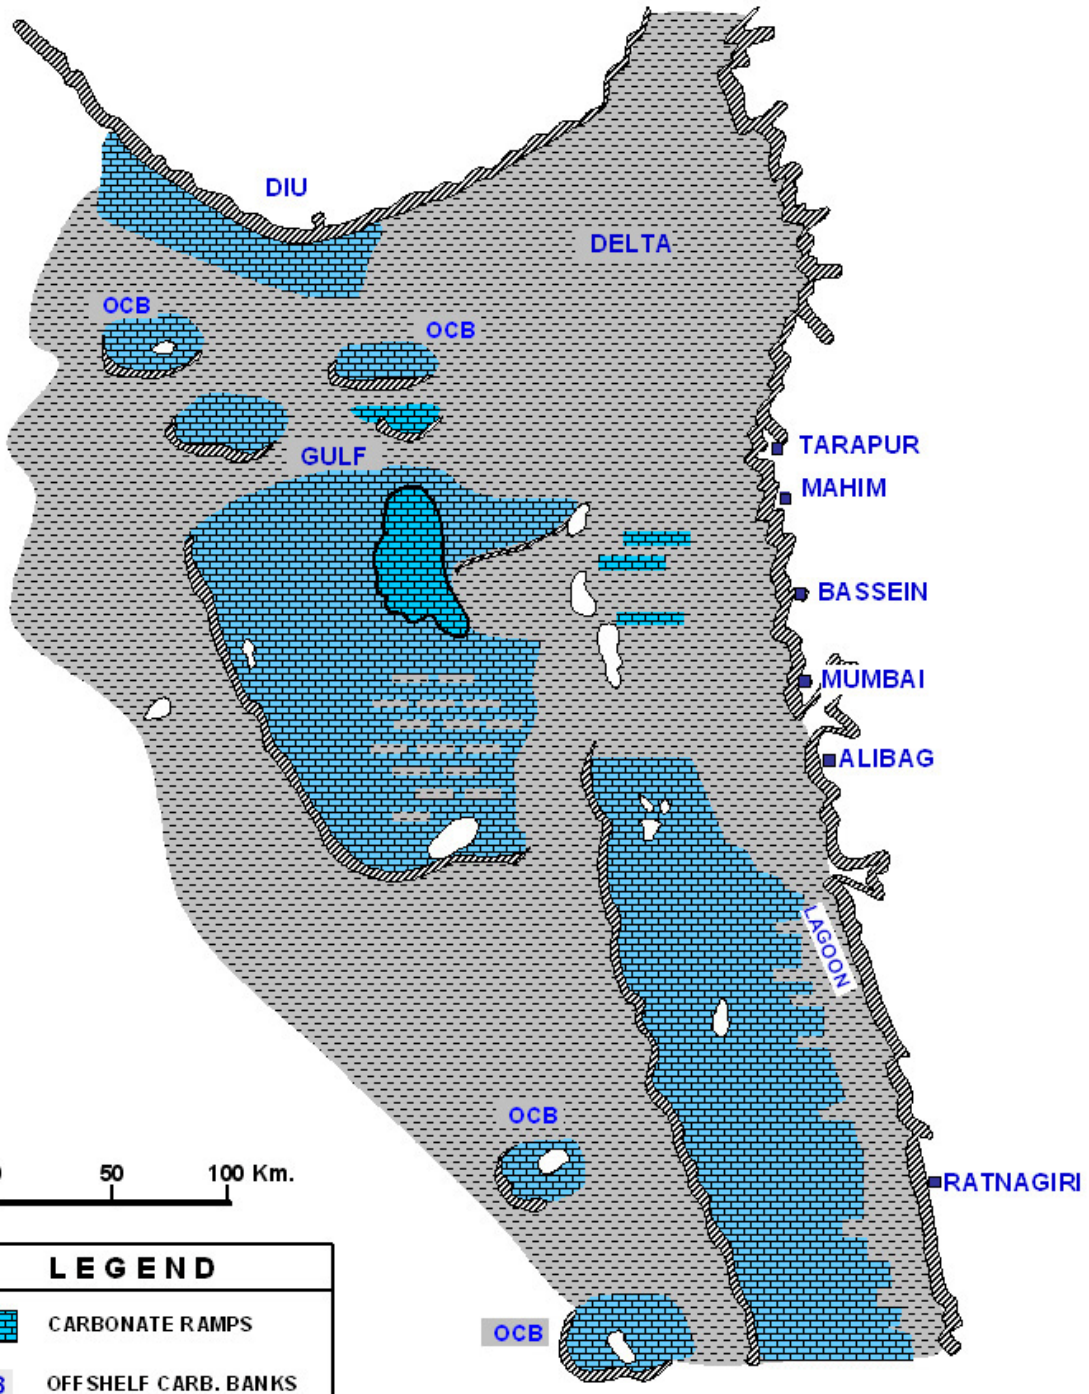 DIU
DELTA
OCB
OCB
GULF
TARAPUR
MAHIM
BASSEIN
MUMBAI
ALIBAG
LAGOON
OCB
50
100 Km.
RATNAGIRI
LEGEND
CARBONATE RAMPS
OCB
OFFSHELF CARB. BANKS